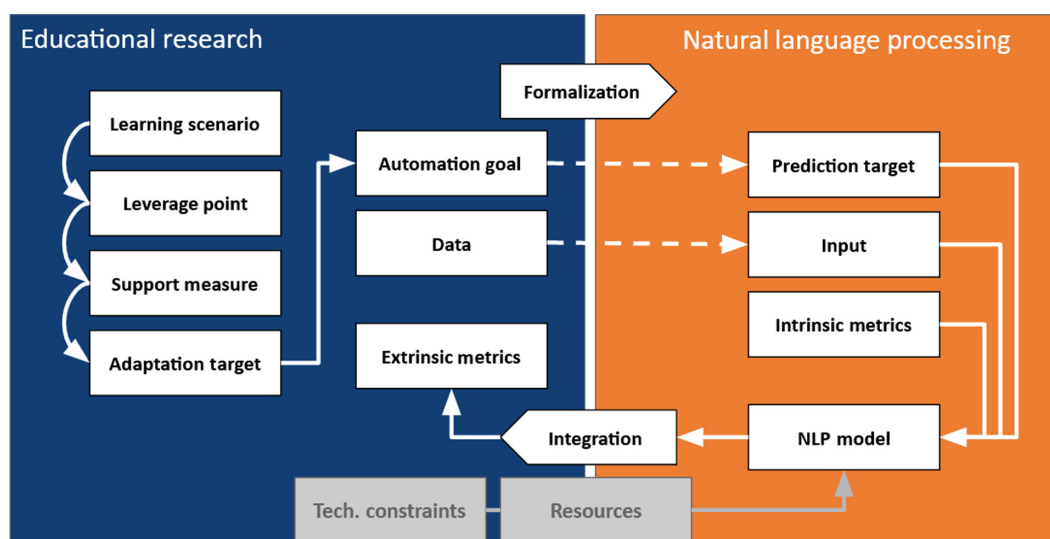 Educational research
Natural language processing
Formalization
Learning scenario
Automation goal
Prediction target
Leverage point
Data
Input
Support measure
Intrinsic metrics
Adaptation target
Extrinsic metrics
Integration
NLP model
Tech. constraints
Resources